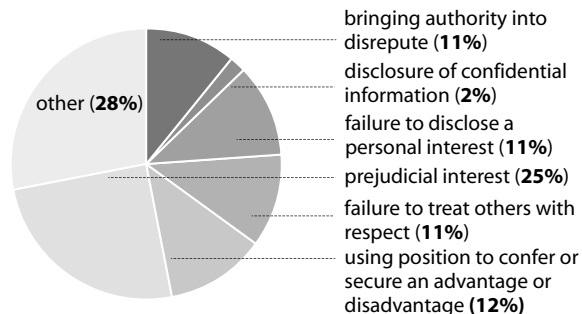 bringing authority into
disrepute (11%)
disclosure of confidential
information (2%)
other (28%)
failure to disclose a
personal interest (11%)
prejudicial interest (25%)
failure to treat others with
respect (11%)
using position to confer or
secure an advantage or
disadvantage (12%)